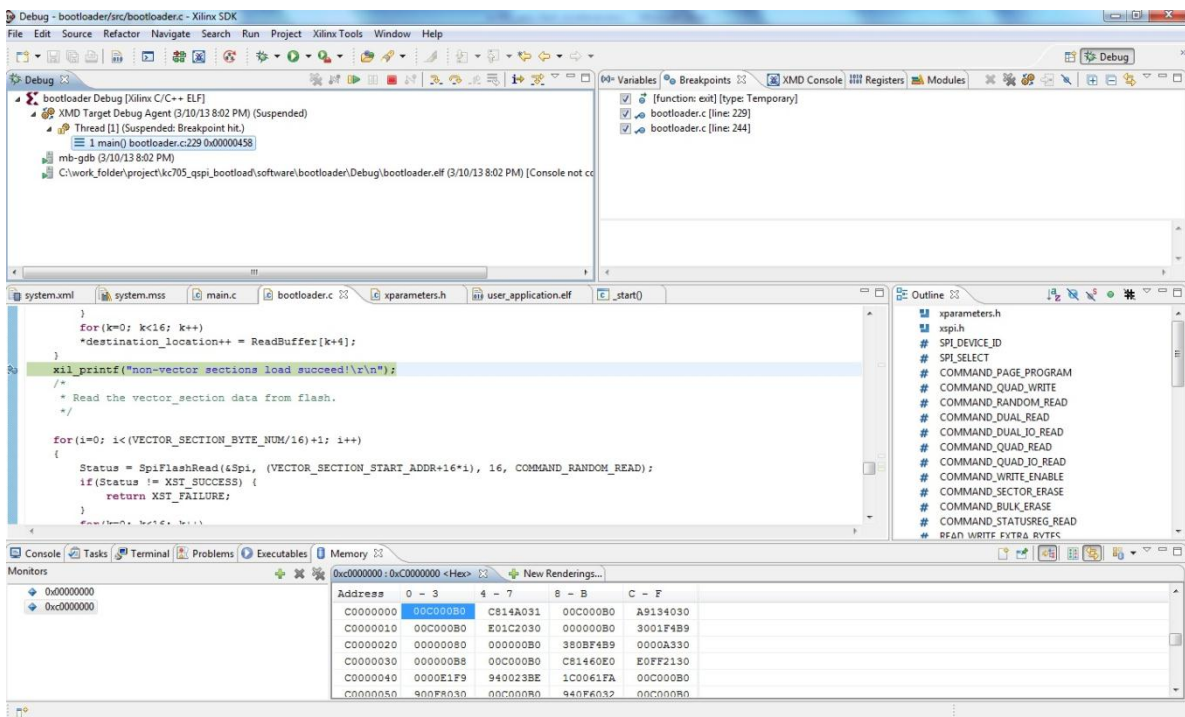 Debug - bootloader/src/bootloader.c - Xilinx SDK
File Edit Source Refactor Navigate Search Run Project Xilinx Tools Window Help
Debug
Debug
bootloader Debug [Xilinx C/C++ ELF]
XMD Target Debug Agent (3/10/13 8:02 PM) (Suspended)
Thread [1] (Suspended: Breakpoint hit.)
1 main() bootloader.c:229 0x00000458
mb-gdb (3/10/13 8:02 PM)
C:\work_folder\project\kc705_qspi_bootload\software\bootloader\Debug\bootloader.elf (3/10/13 8:02 PM) [Console not cc
Variables Breakpoints XMD Console Registers Modules
[function: exit] [type: Temporary]
bootloader.c [line: 229]
bootloader.c [line: 244]
system.xml system.mss main.c bootloader.c xparameters.h user_application.elf _start()
}
for(k=0; k<16; k++)
*destination_location++ = ReadBuffer[k+4];
}
xil_printf("non-vector sections load succeed!\r\n");
/*
* Read the vector_section data from flash.
*/
for(i=0; i<(VECTOR_SECTION_BYTE_NUM/16)+1; i++)
{
Status = SpiFlashRead(&Spi, (VECTOR_SECTION_START_ADDR+16*i), 16, COMMAND_RANDOM_READ);
if(Status != XST_SUCCESS) {
return XST_FAILURE;
}
for(k=0; k<16; k++)
Outline
xparameters.h
xspi.h
SPI_DEVICE_ID
SPI_SELECT
COMMAND_PAGE_PROGRAM
COMMAND_QUAD_WRITE
COMMAND_RANDOM_READ
COMMAND_DUAL_READ
COMMAND_DUAL_IO_READ
COMMAND_QUAD_READ
COMMAND_QUAD_IO_READ
COMMAND_WRITE_ENABLE
COMMAND_SECTOR_ERASE
COMMAND_BULK_ERASE
COMMAND_STATUSREG_READ
READ_WRITE_EXTRA_BYTES
Console Tasks Terminal Problems Executables Memory
Monitors
0x00000000
0xc0000000
0xc0000000 : 0xC0000000 <Hex> New Renderings...
Address 0 - 3 4 - 7 8 - B C - F
C0000000 00C000B0 C814A031 00C000B0 A9134030
C0000010 00C000B0 E01C2030 000000B0 3001F4B9
C0000020 00000080 000000B0 380BF4B9 0000A330
C0000030 000000B8 00C000B0 C81460E0 E0FF2130
C0000040 0000E1F9 940023BE 1C0061FA 00C000B0
C0000050 900F8030 00C000B0 940F6032 00C000B0